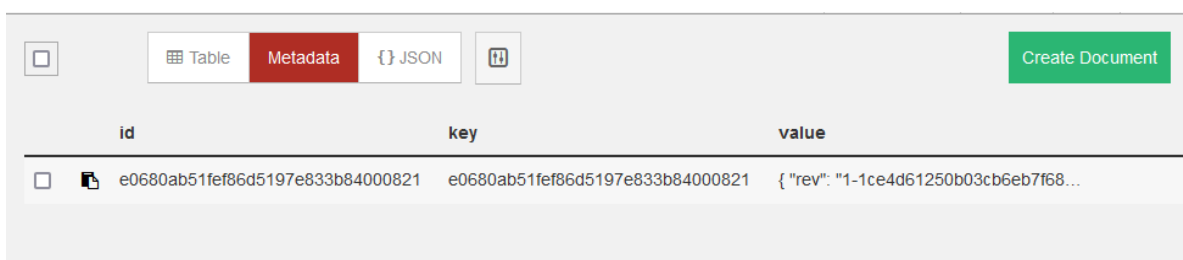 Table Metadata {} JSON Create Document
id key value
e0680ab51fef86d5197e833b84000821 e0680ab51fef86d5197e833b84000821 { "rev": "1-1ce4d61250b03cb6eb7f68...